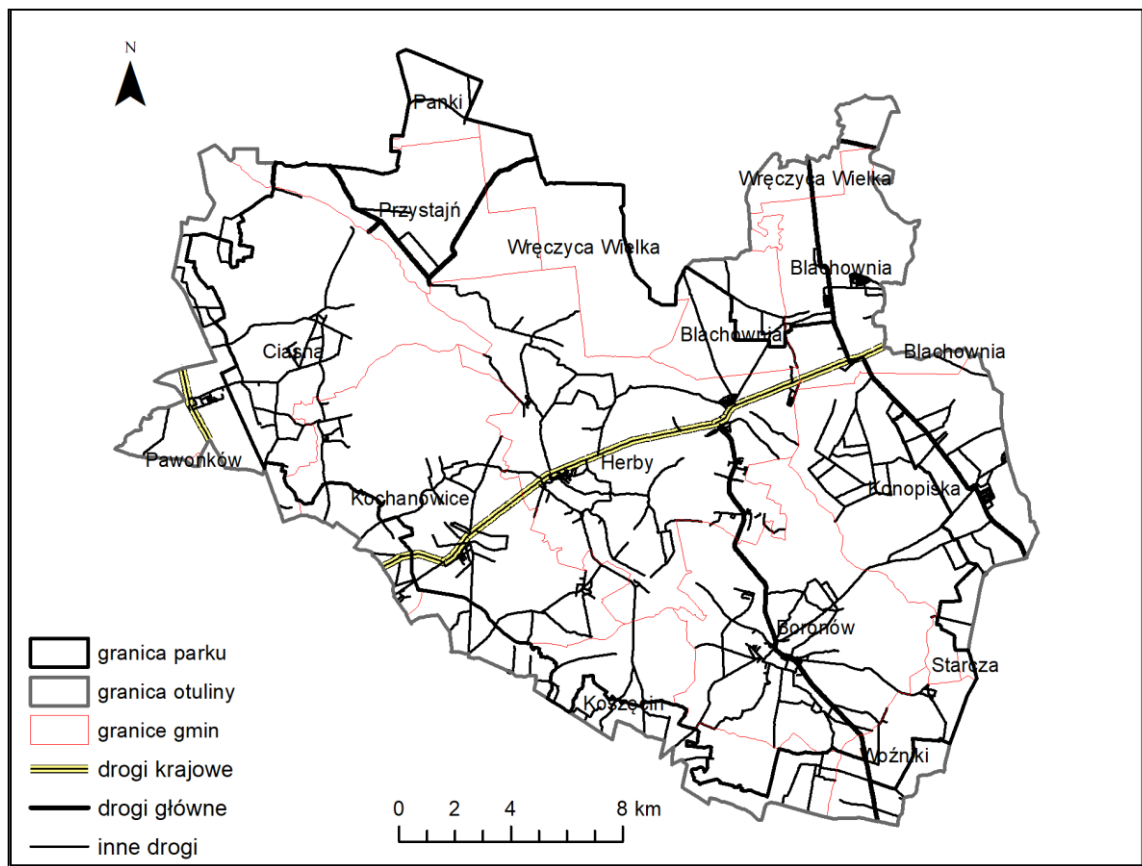 N
Panki
Wręczyca Wielka
Przystajń
Wręczyca Wielka
Blachownia
Blachownia
Ciasna
Blachownia
Pawonków
Herby
Kochanowice
Konopiska
Boronów
granica parku
Starcza
granica otuliny
Koszęcin
granice gmin
Woźniki
drogi krajowe
0 2 4 8 km
drogi główne
inne drogi